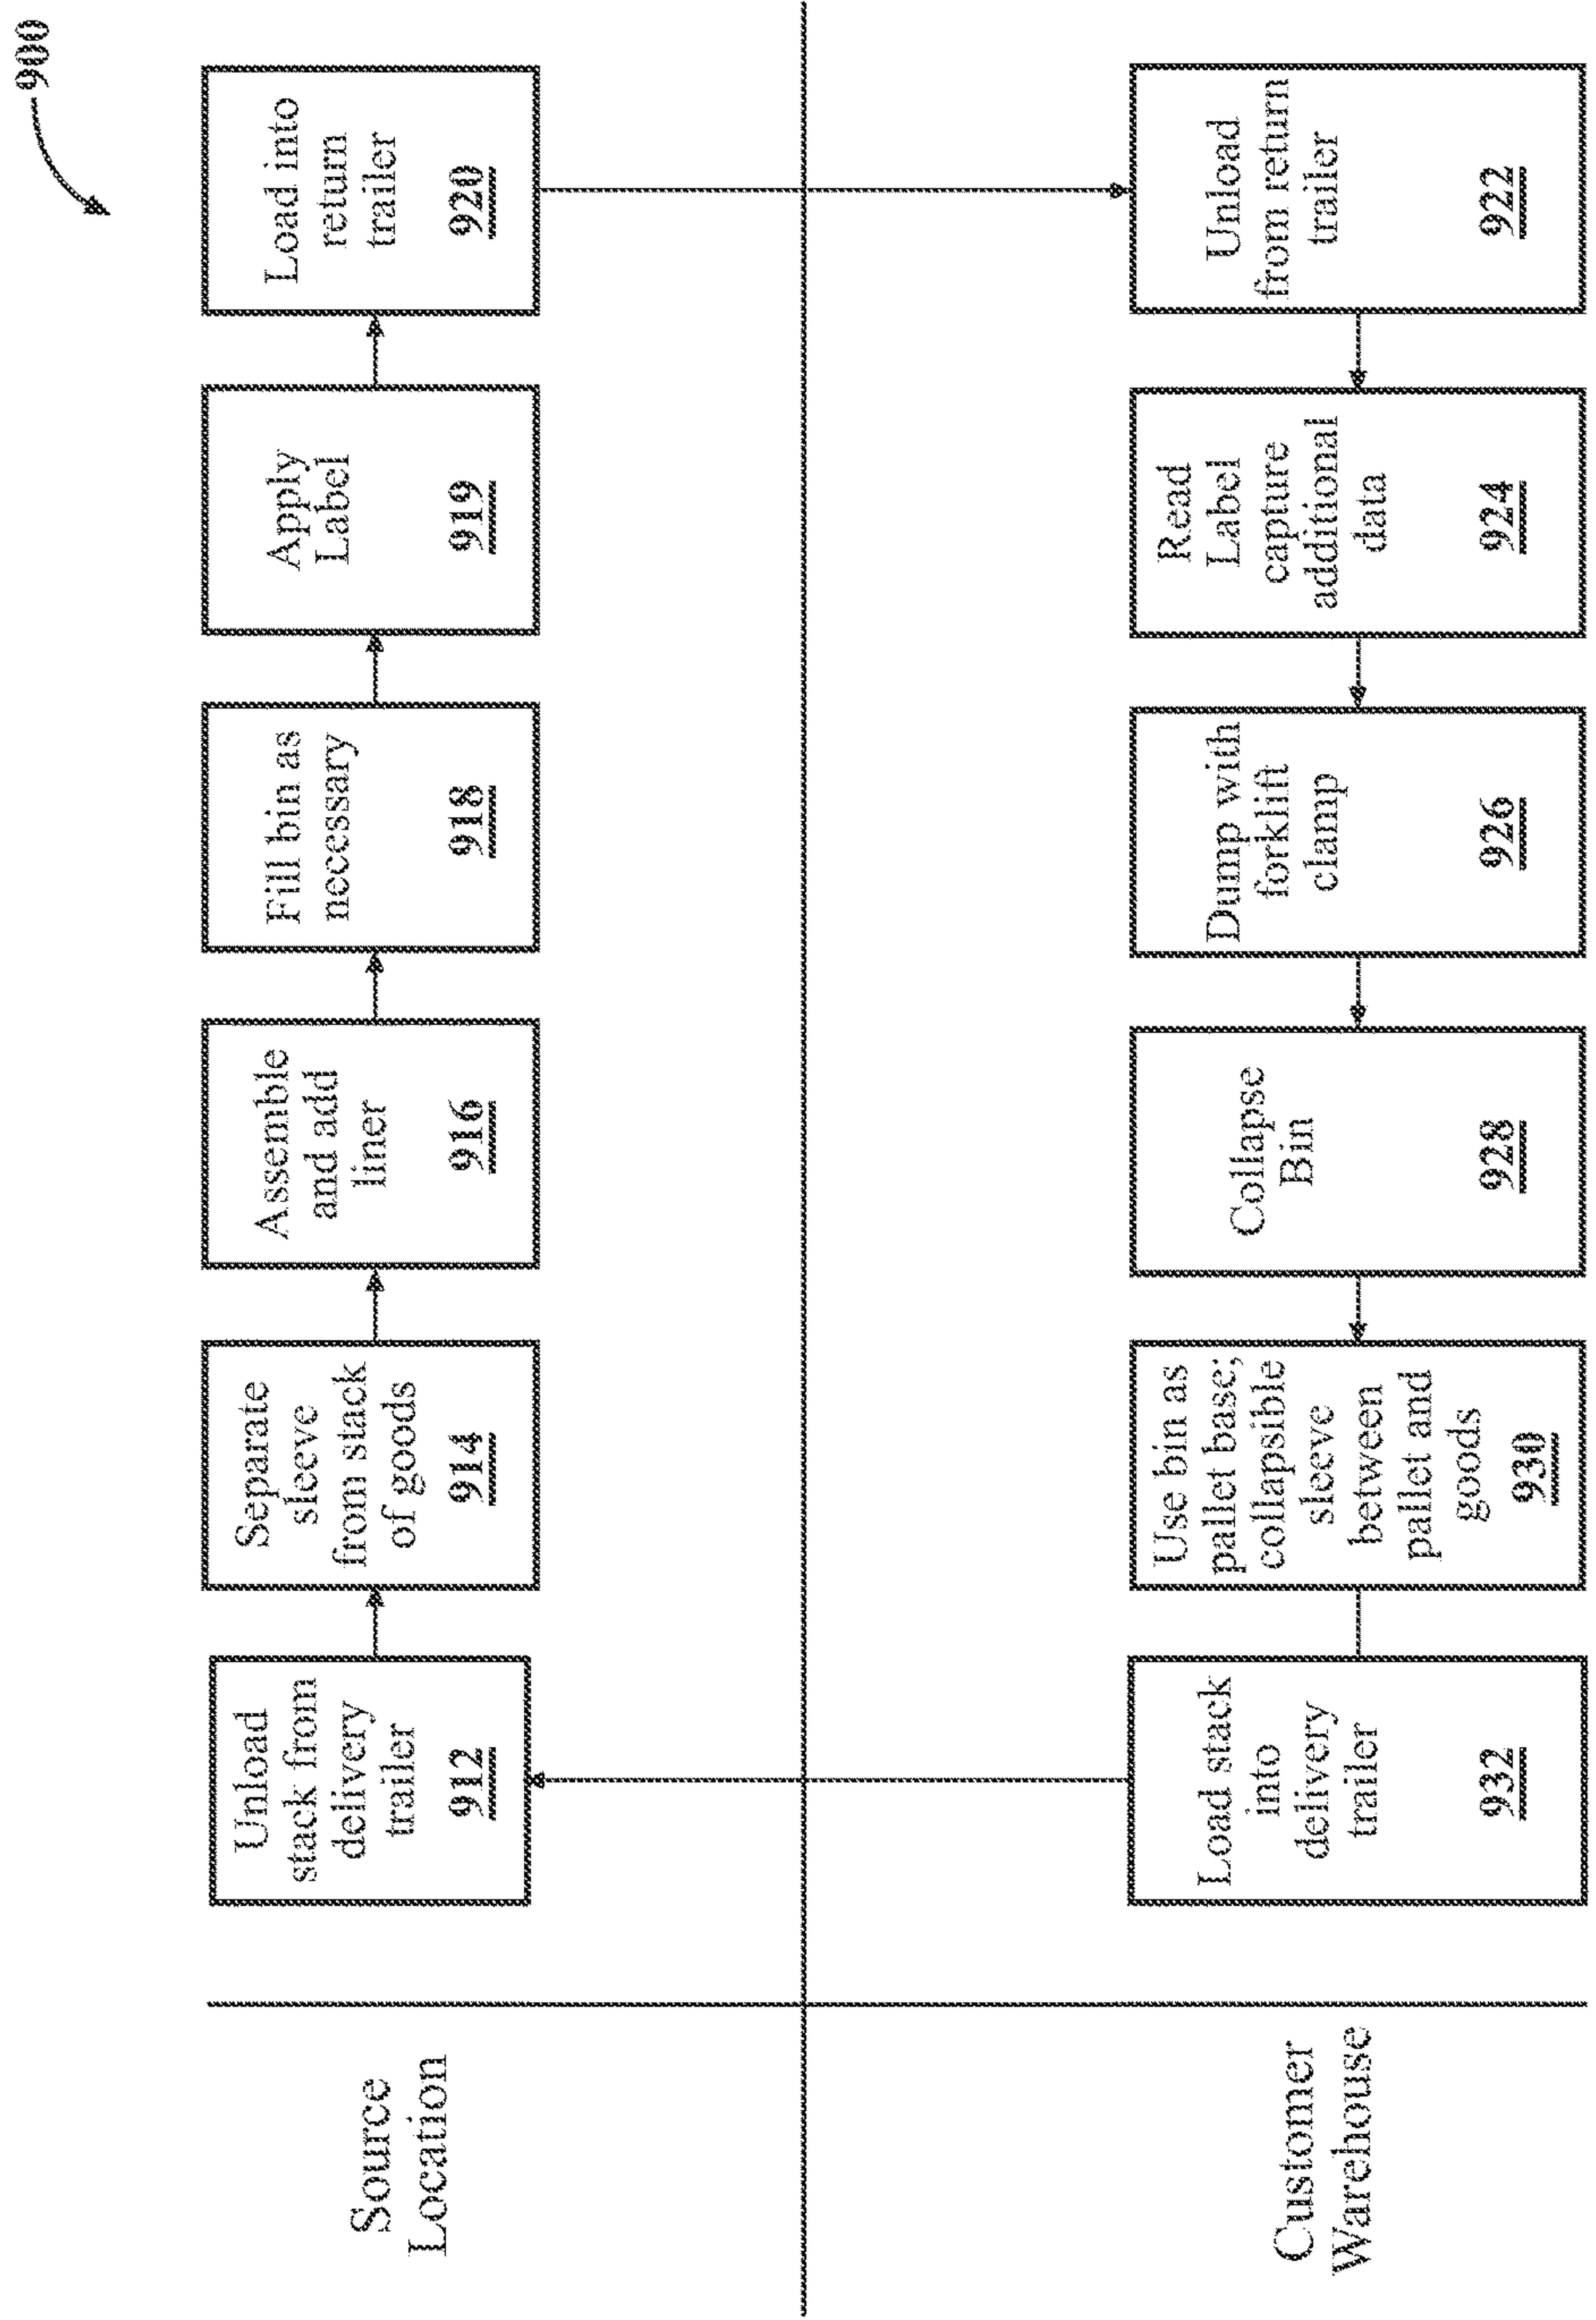 900
Source
Location
Unload
stack from
delivery
trailer
912
Separate
sleeve
from stack
of goods
914
Assemble
and add
liner
916
Fill bin as
necessary
918
Apply
Label
919
Load into
return
trailer
920
Customer
Warehouse
Load stack
into
delivery
trailer
932
Use bin as
pallet base;
collapsible
sleeve
between
pallet and
goods
930
Collapse
Bin
928
Dump with
forklift
clamp
926
Read
Label
capture
additional
data
924
Unload
from return
trailer
922